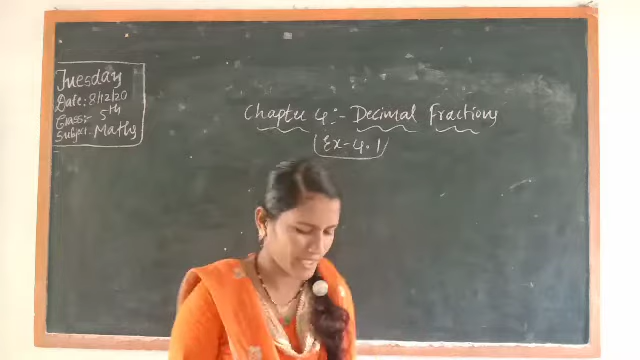 Tuesday
Date: 8/12/20
Class:- 5th
Subject. Maths
Chapter 4:- Decimal Fractions
(Ex-4.1)